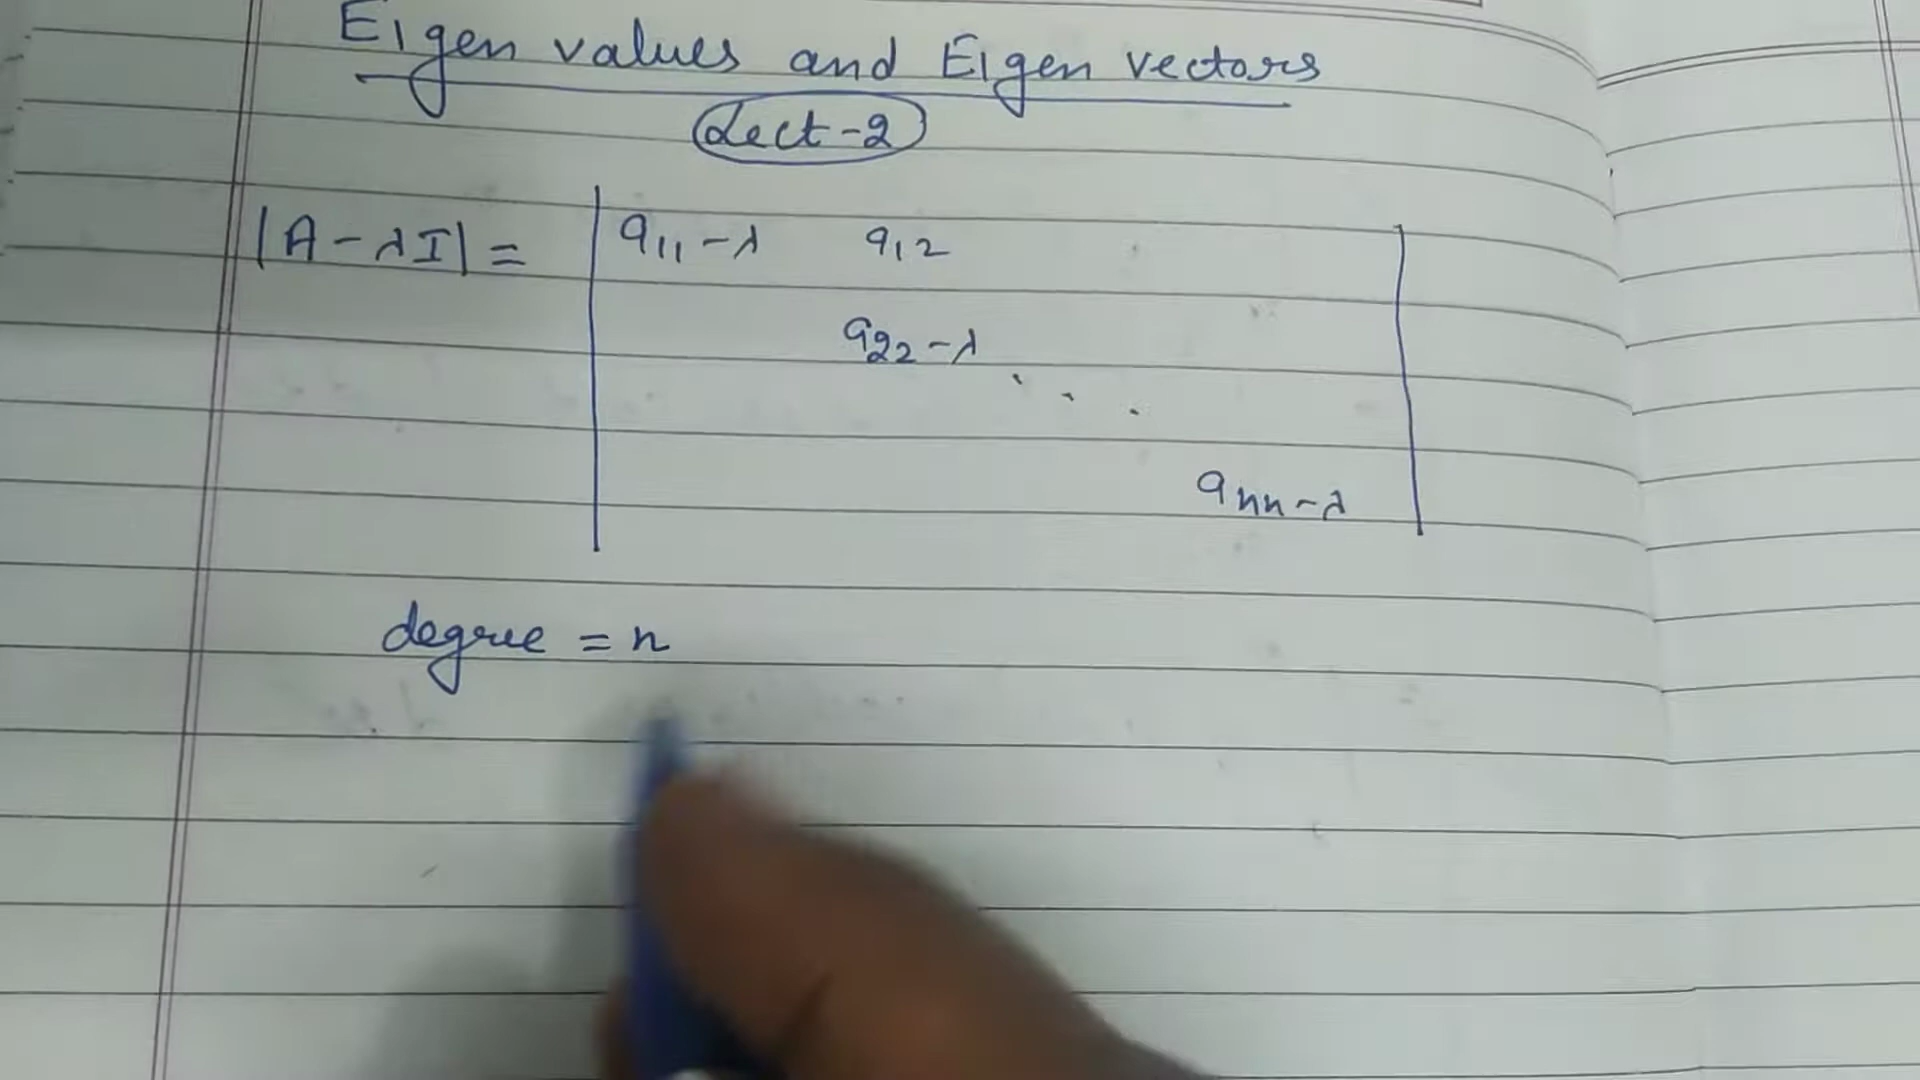 Eigen values and Eigen vectors
Lect-2
|A-λI| = | a11-λ a12 |
a22-λ
ann-λ
degree = n